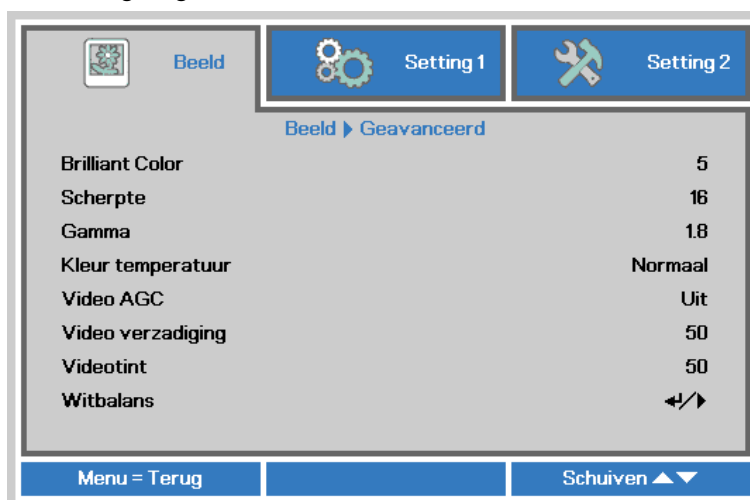 Beeld Setting 1 Setting 2
Beeld Geavanceerd
Brilliant Color 5
Scherpte 16
Gamma 1.8
Kleur temperatuur Normaal
Video AGC Uit
Video verzadiging 50
Videotint 50
Witbalans ↵/▶
Menu = Terug Schuiven ▲▼